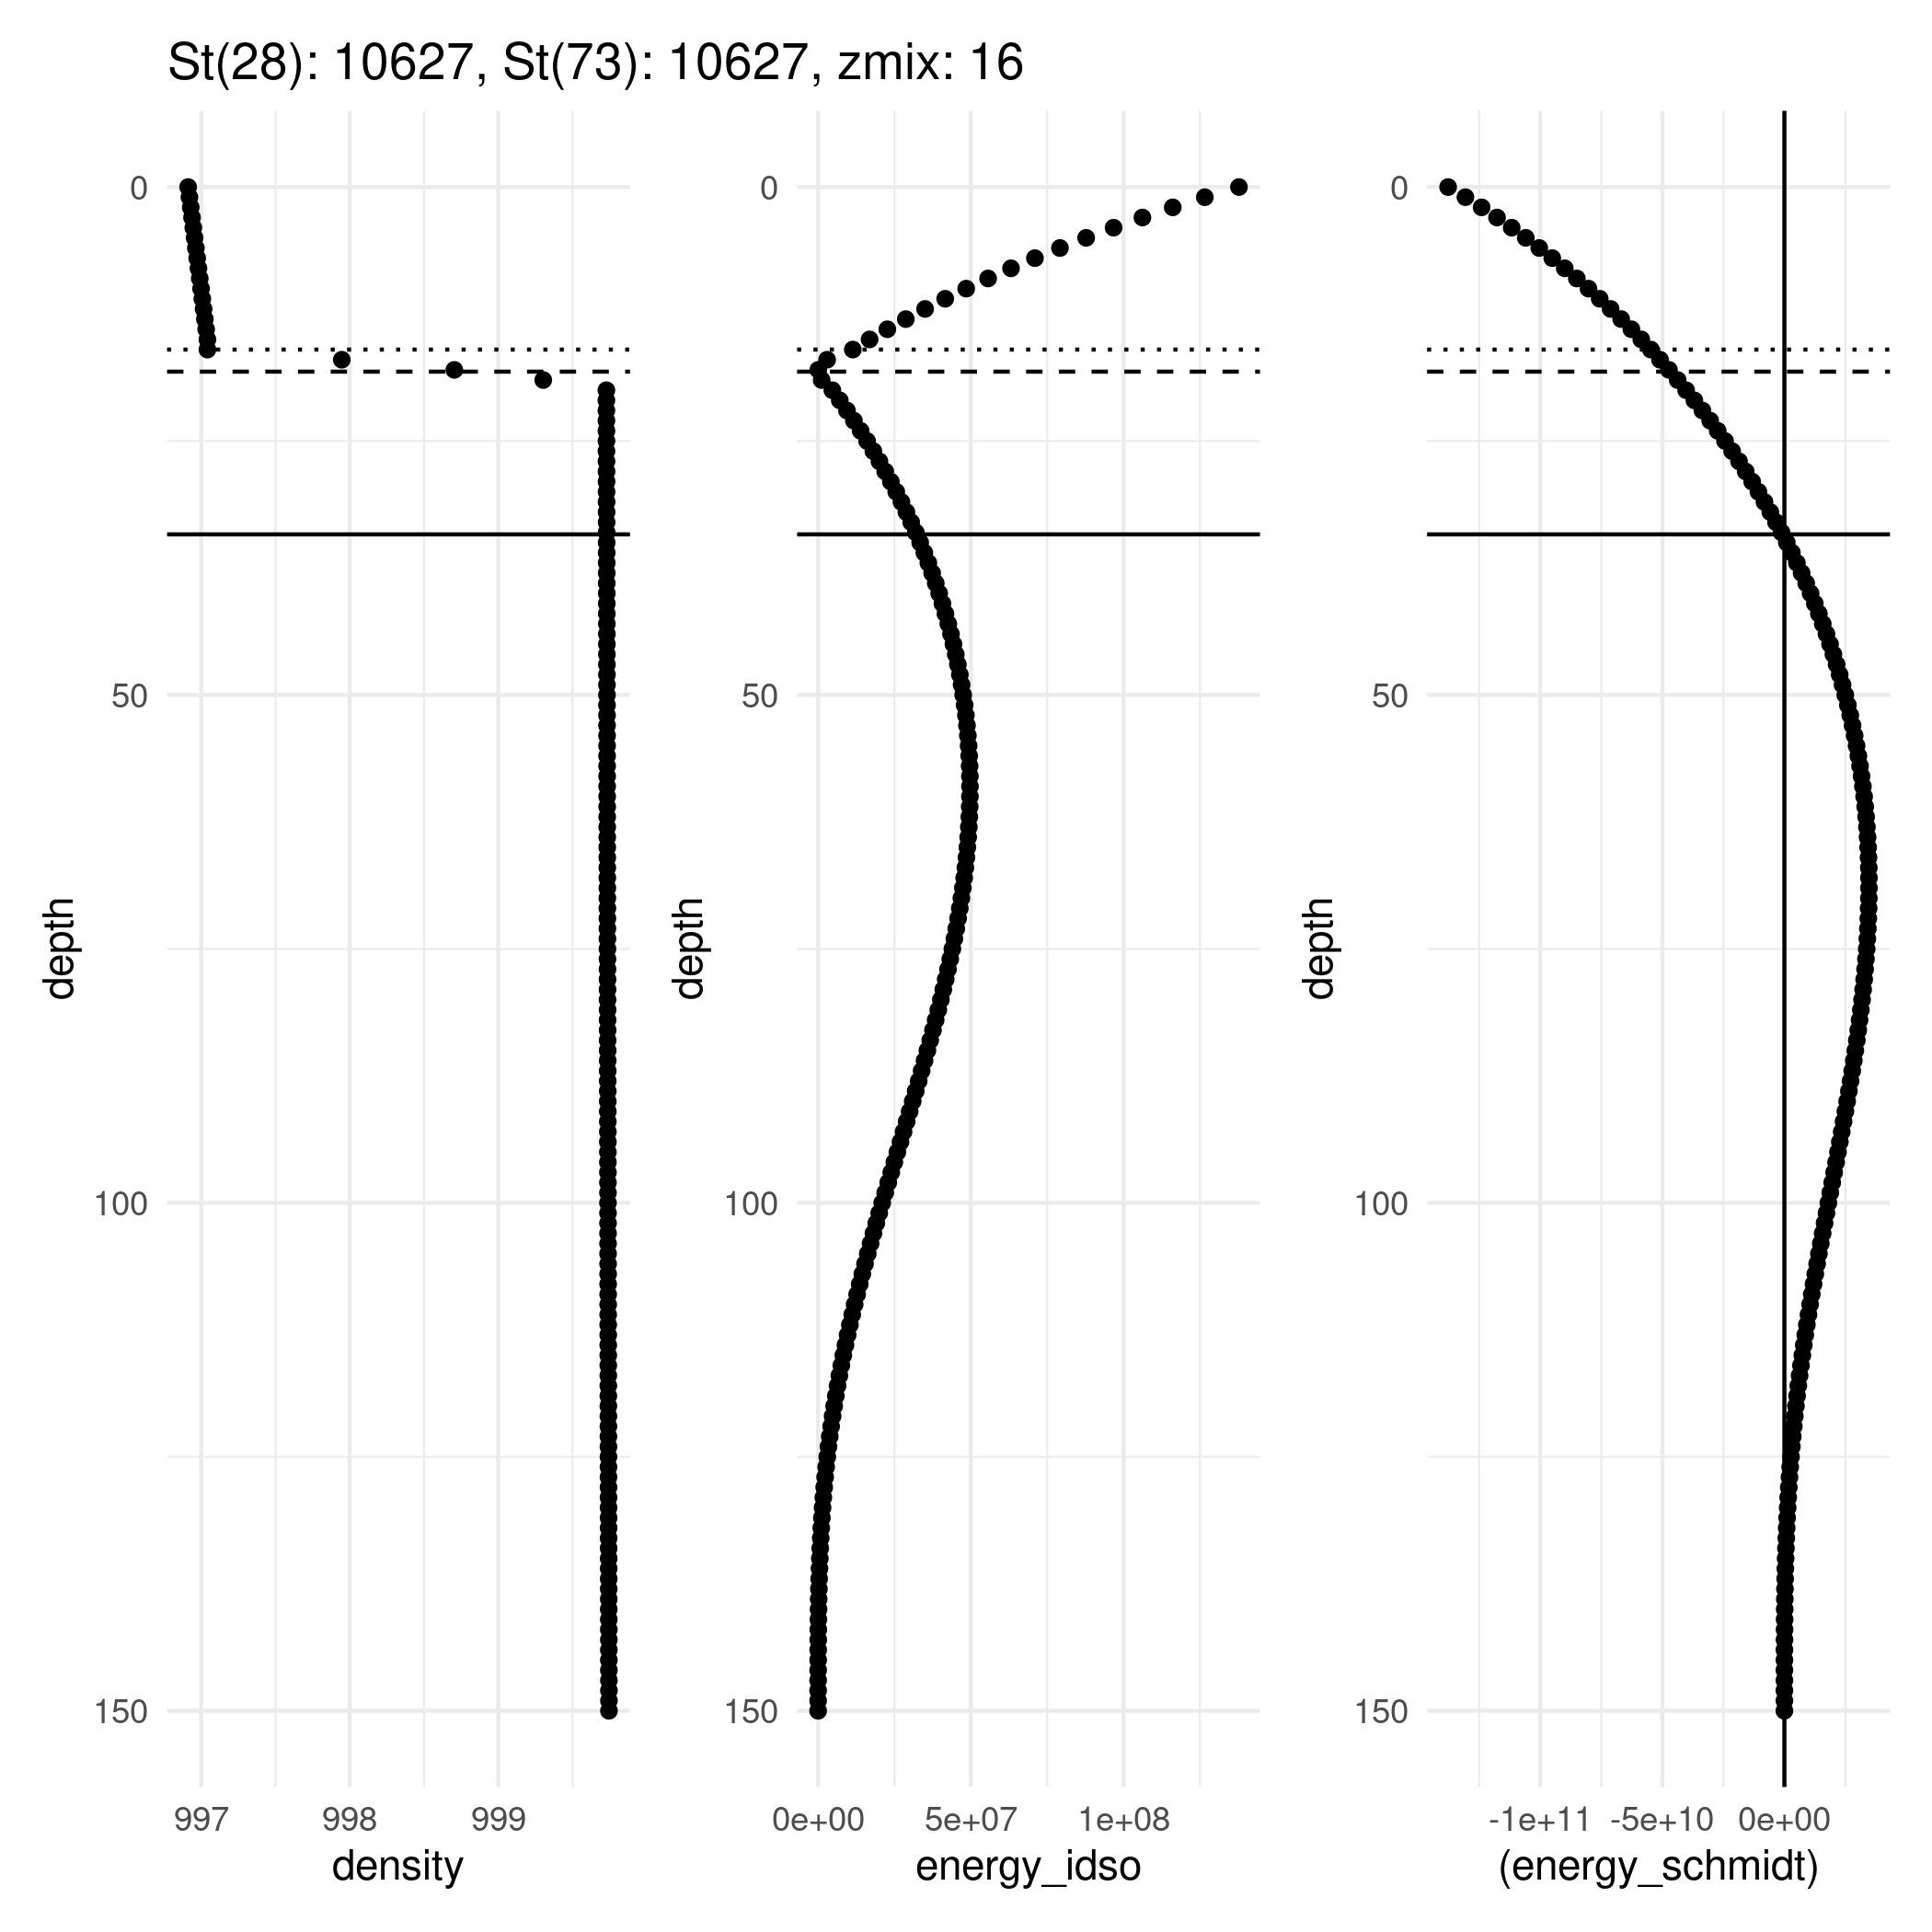 St(28): 10627, St(73): 10627, zmix: 16
0
50
100
150
depth
997 998 999
density
0
50
100
150
depth
0e+00 5e+07 1e+08
energy_idso
0
50
100
150
depth
-1e+11 -5e+10 0e+00
(energy_schmidt)